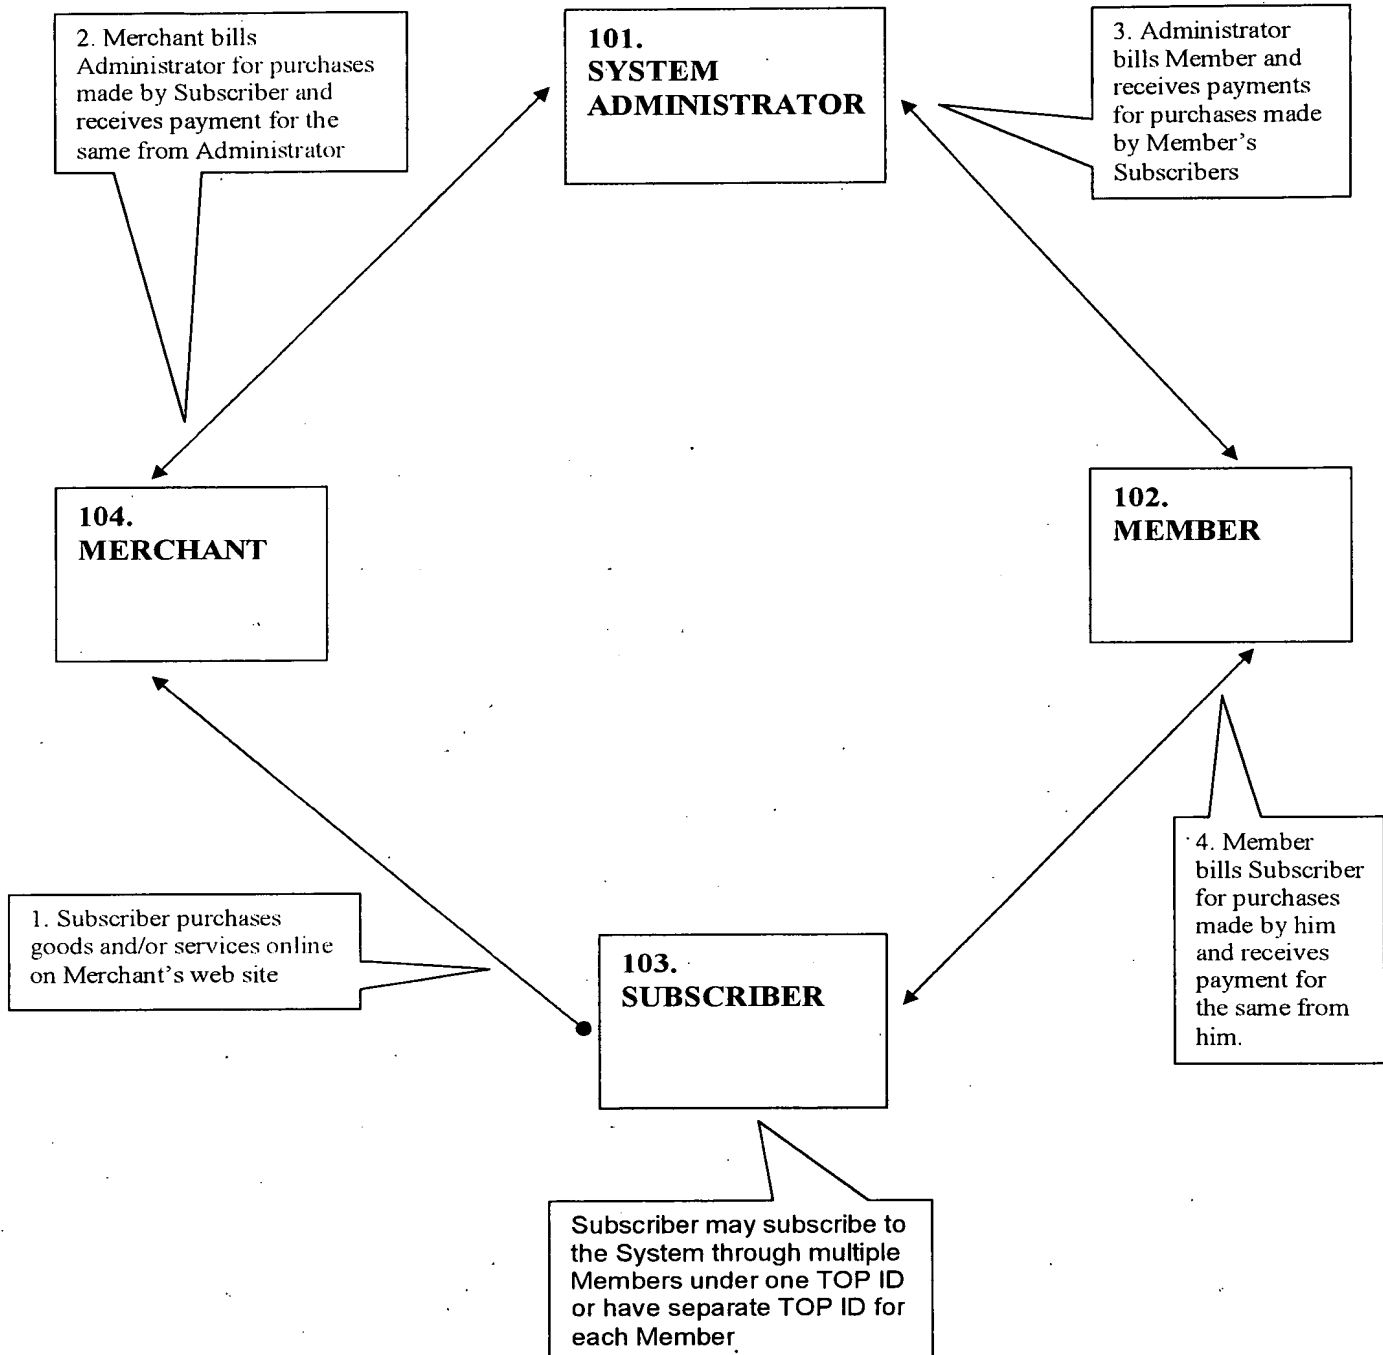 2. Merchant bills
Administrator for purchases
made by Subscriber and
receives payment for the
same from Administrator
101.
SYSTEM
ADMINISTRATOR
3. Administrator
bills Member and
receives payments
for purchases made
by Member's
Subscribers
104.
MERCHANT
102.
MEMBER
4. Member
bills Subscriber
for purchases
made by him
and receives
payment for
the same from
him.
1. Subscriber purchases
goods and/or services online
on Merchant's web site
103.
SUBSCRIBER
Subscriber may subscribe to
the System through multiple
Members under one TOP ID
or have separate TOP ID for
each Member.